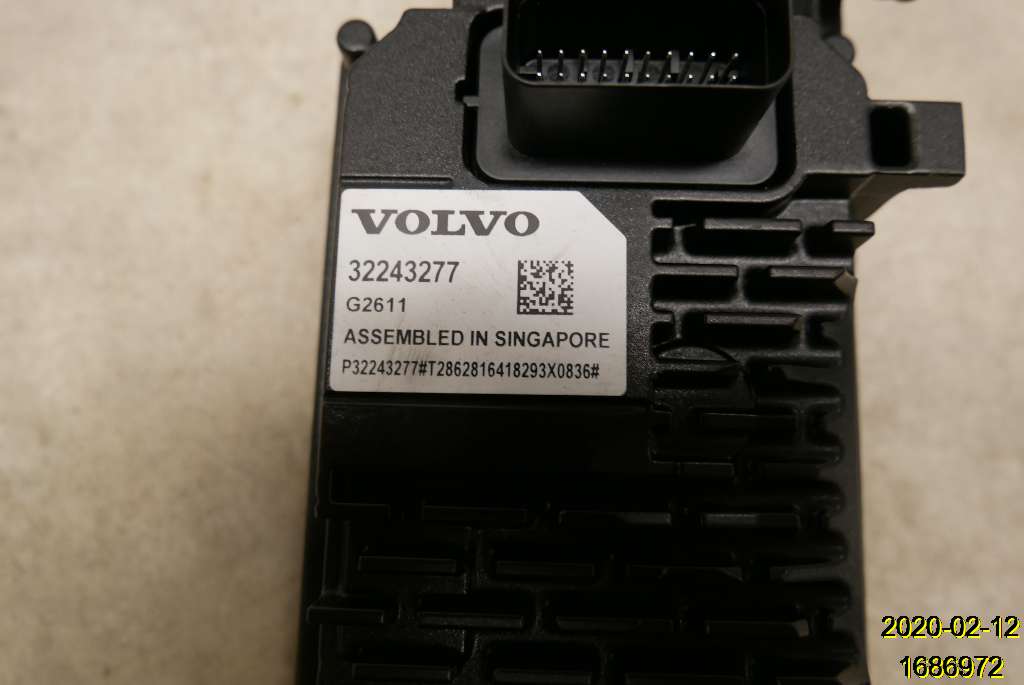 VOLVO
32243277
G2611
ASSEMBLED IN SINGAPORE
P32243277#T2862816418293X0836#
2020-02-12
1686972